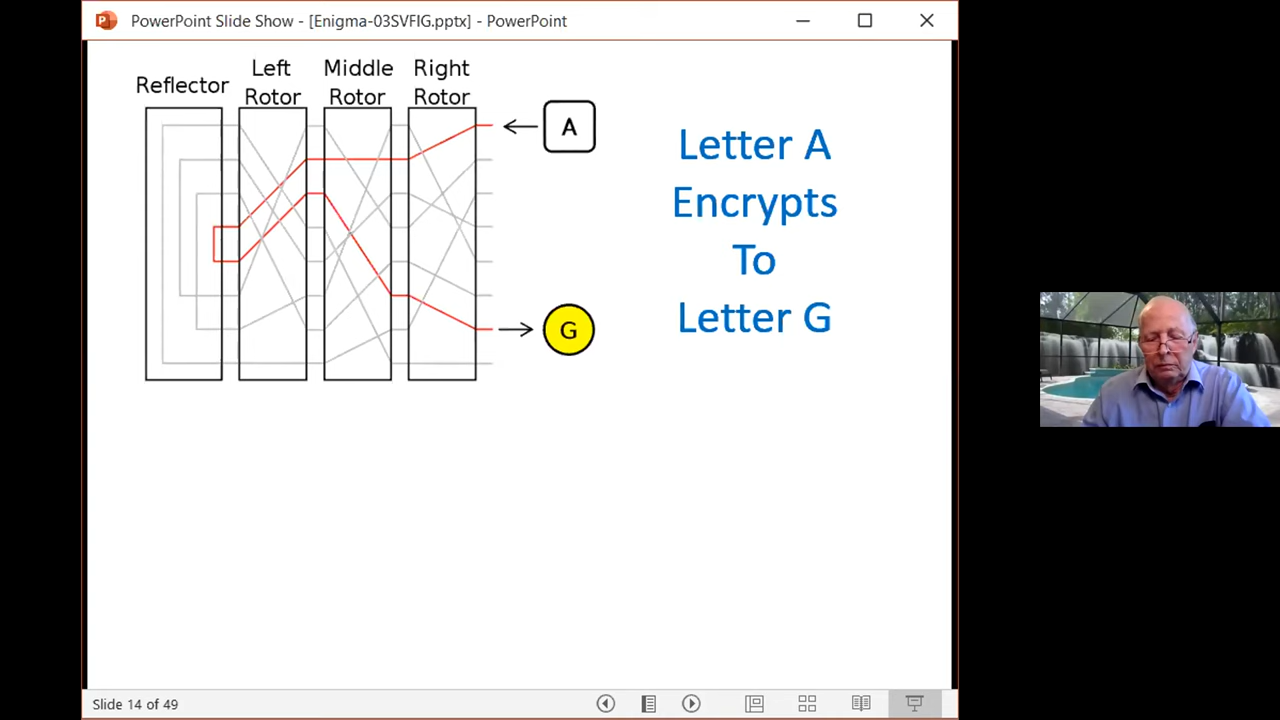 PowerPoint Slide Show - [Enigma-03SVFIG.pptx] - PowerPoint
Reflector
Left
Rotor
Middle
Rotor
Right
Rotor
A
G
Letter A
Encrypts
To
Letter G
Slide 14 of 49